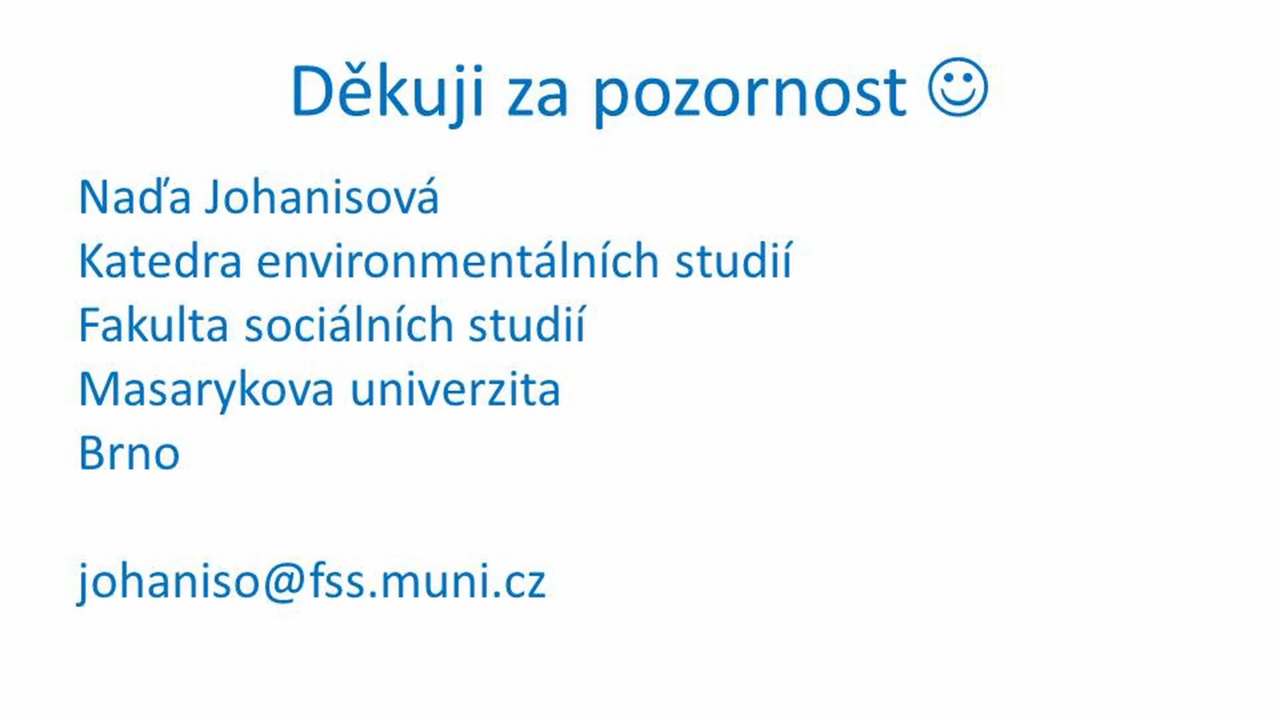 Děkuji za pozornost ☺
Naďa Johanisová
Katedra environmentálních studií
Fakulta sociálních studií
Masarykova univerzita
Brno
johaniso@fss.muni.cz